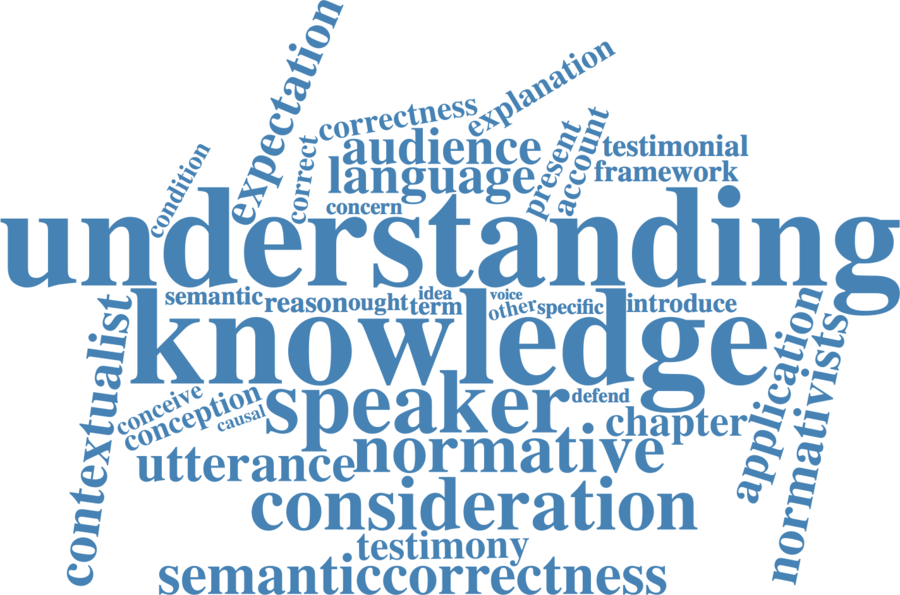 expectation
explanation
correctness
condition
correct
audience
present
account
testimonial
language
framework
concern
understanding
semantic
reason
ought
idea
term
voice
other
specific
introduce
contextualist
knowledge
application
normativists
conceive
conception
causal
speaker
defend
chapter
utterance
normative
consideration
testimony
semanticcorrectness